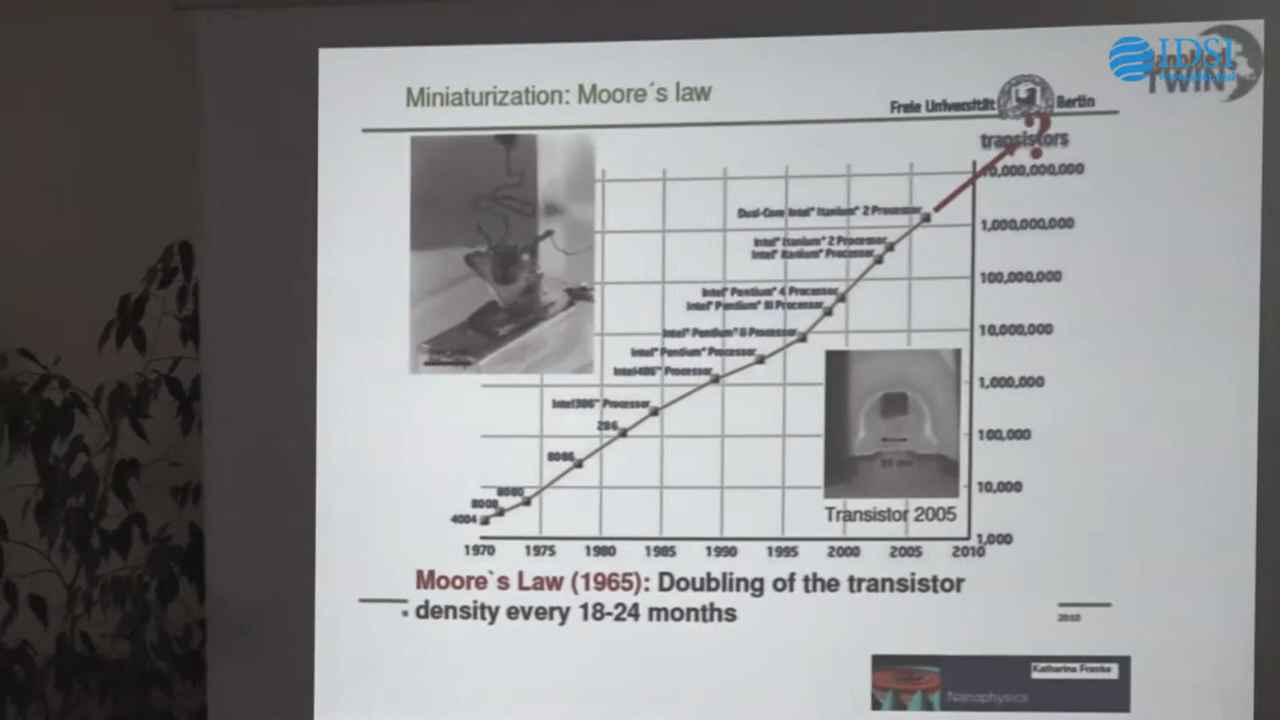 IDSI
TWIN
Miniaturization: Moore´s law
Freie Universität Berlin
transistors
?
10,000,000,000
Dual-Core Intel® Itanium® 2 Processor
1,000,000,000
Intel® Itanium® 2 Processor
Intel® Itanium® Processor
100,000,000
Intel® Pentium® 4 Processor
Intel® Pentium® III Processor
10,000,000
Intel® Pentium® II Processor
Intel® Pentium® Processor
Intel486™ Processor
1,000,000
Intel386™ Processor
286
100,000
8086
10,000
8080
8008
4004
Transistor 2005
1,000
1970 1975 1980 1985 1990 1995 2000 2005 2010
Moore`s Law (1965): Doubling of the transistor
density every 18-24 months
2010
Katharina Franke
Nanophysics